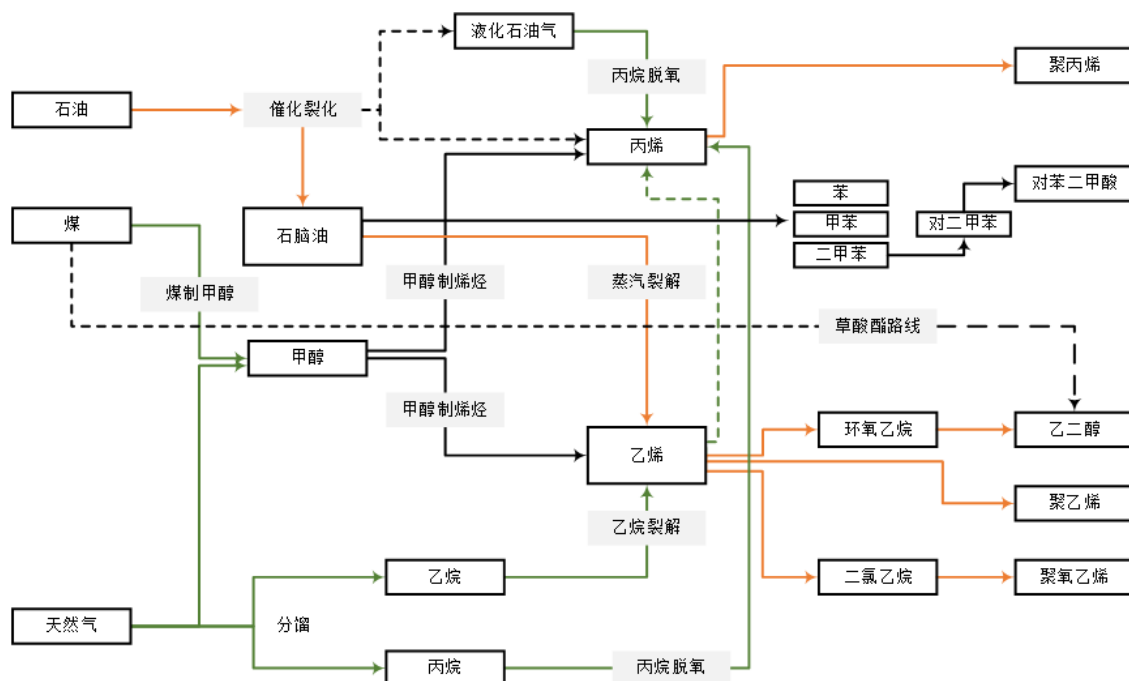 液化石油气
丙烷脱氧
聚丙烯
石油
催化裂化
丙烯
苯
对苯二甲酸
煤
石脑油
甲苯
对二甲苯
二甲苯
煤制甲醇
甲醇制烯烃
蒸汽裂解
草酸酯路线
甲醇
甲醇制烯烃
环氧乙烷
乙二醇
乙烯
聚乙烯
乙烷裂解
乙烷
二氯乙烷
聚氧乙烯
天然气
分馏
丙烷
丙烷脱氧